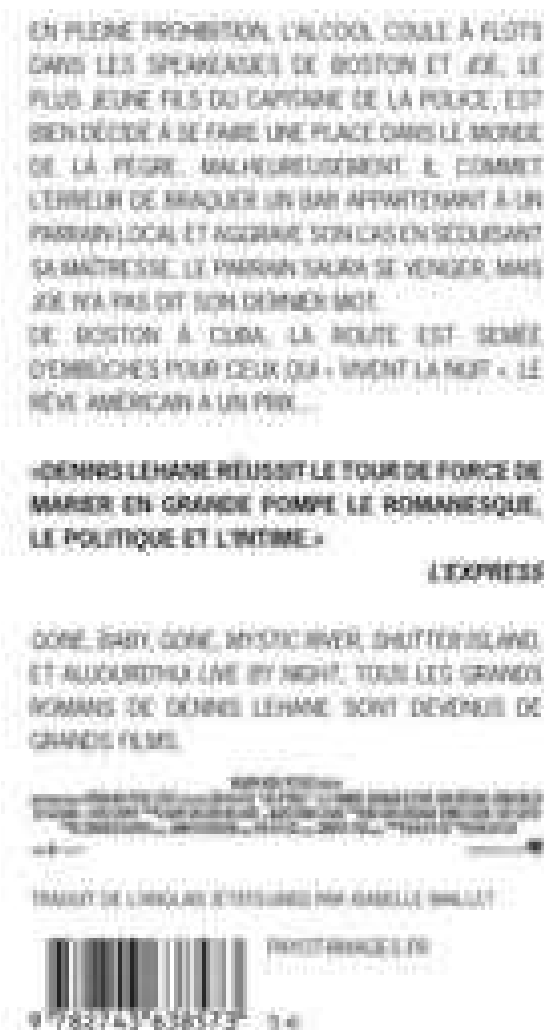 EN PLEINE PROHIBITION, L'ALCOOL COULE À FLOTS
DANS LES SPEAKEASIES DE BOSTON ET JOE, LE
PLUS JEUNE FILS DU CAPITAINE DE LA POLICE, EST
BIEN DÉCIDÉ À SE FAIRE UNE PLACE DANS LE MONDE
DE LA PÈGRE. MALHEUREUSEMENT IL COMMET
L'ERREUR DE BRAQUER UN BAR APPARTENANT À UN
PARRAIN LOCAL ET AGGRAVE SON CAS EN SÉDUISANT
SA MAÎTRESSE. LE PARRAIN SAURA SE VENGER, MAIS
JOE N'A PAS DIT SON DERNIER MOT.
DE BOSTON À CUBA, LA ROUTE EST SEMÉE
D'EMBÛCHES POUR CEUX QUI « VIVENT LA NUIT ». LE
RÊVE AMÉRICAIN A UN PRIX...
«DENNIS LEHANE RÉUSSIT LE TOUR DE FORCE DE
MARIER EN GRANDE POMPE LE ROMANESQUE,
LE POLITIQUE ET L'INTIME.»
L'EXPRESS
GONE, BABY, GONE, MYSTIC RIVER, SHUTTER ISLAND,
ET AUJOURD'HUI LIVE BY NIGHT, TOUS LES GRANDS
ROMANS DE DENNIS LEHANE SONT DEVENUS DE
GRANDS FILMS.
TRADUIT DE L'ANGLAIS (ÉTATS-UNIS) PAR ISABELLE MAILLET
PAYOT-RIVAGES.FR
9 782743 638573